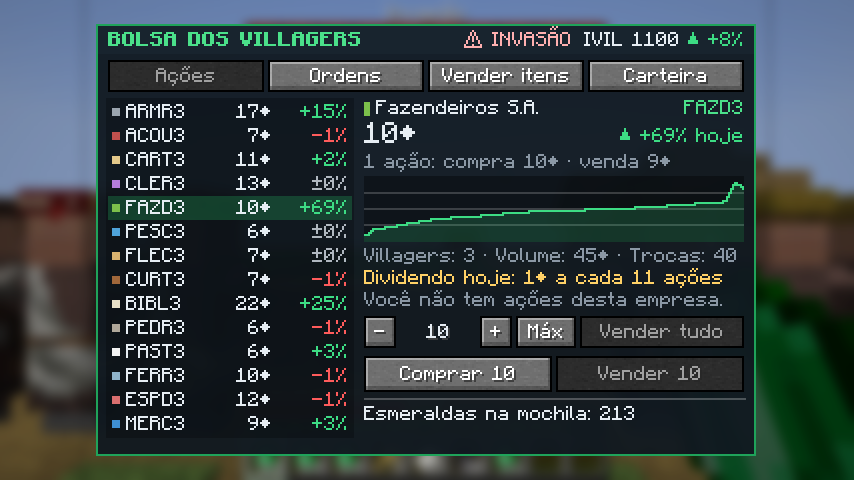 BOLSA DOS VILLAGERS ⚠ INVASÃO IVIL 1100 ▲ +8%
Ações Ordens Vender itens Carteira
ARMR3 17♦ +15%
ACOU3 7♦ -1%
CART3 11♦ +2%
CLER3 13♦ ±0%
FAZD3 10♦ +69%
PESC3 6♦ ±0%
FLEC3 7♦ ±0%
CURT3 7♦ -1%
BIBL3 22♦ +25%
PEDR3 6♦ -1%
PAST3 6♦ +3%
FERR3 10♦ -1%
ESPD3 12♦ -1%
MERC3 9♦ +3%
Fazendeiros S.A. FAZD3
10♦ ▲ +69% hoje
1 ação: compra 10♦ · venda 9♦
Villagers: 3 · Volume: 45♦ · Trocas: 40
Dividendo hoje: 1♦ a cada 11 ações
Você não tem ações desta empresa.
- 10 + Máx Vender tudo
Comprar 10 Vender 10
Esmeraldas na mochila: 213